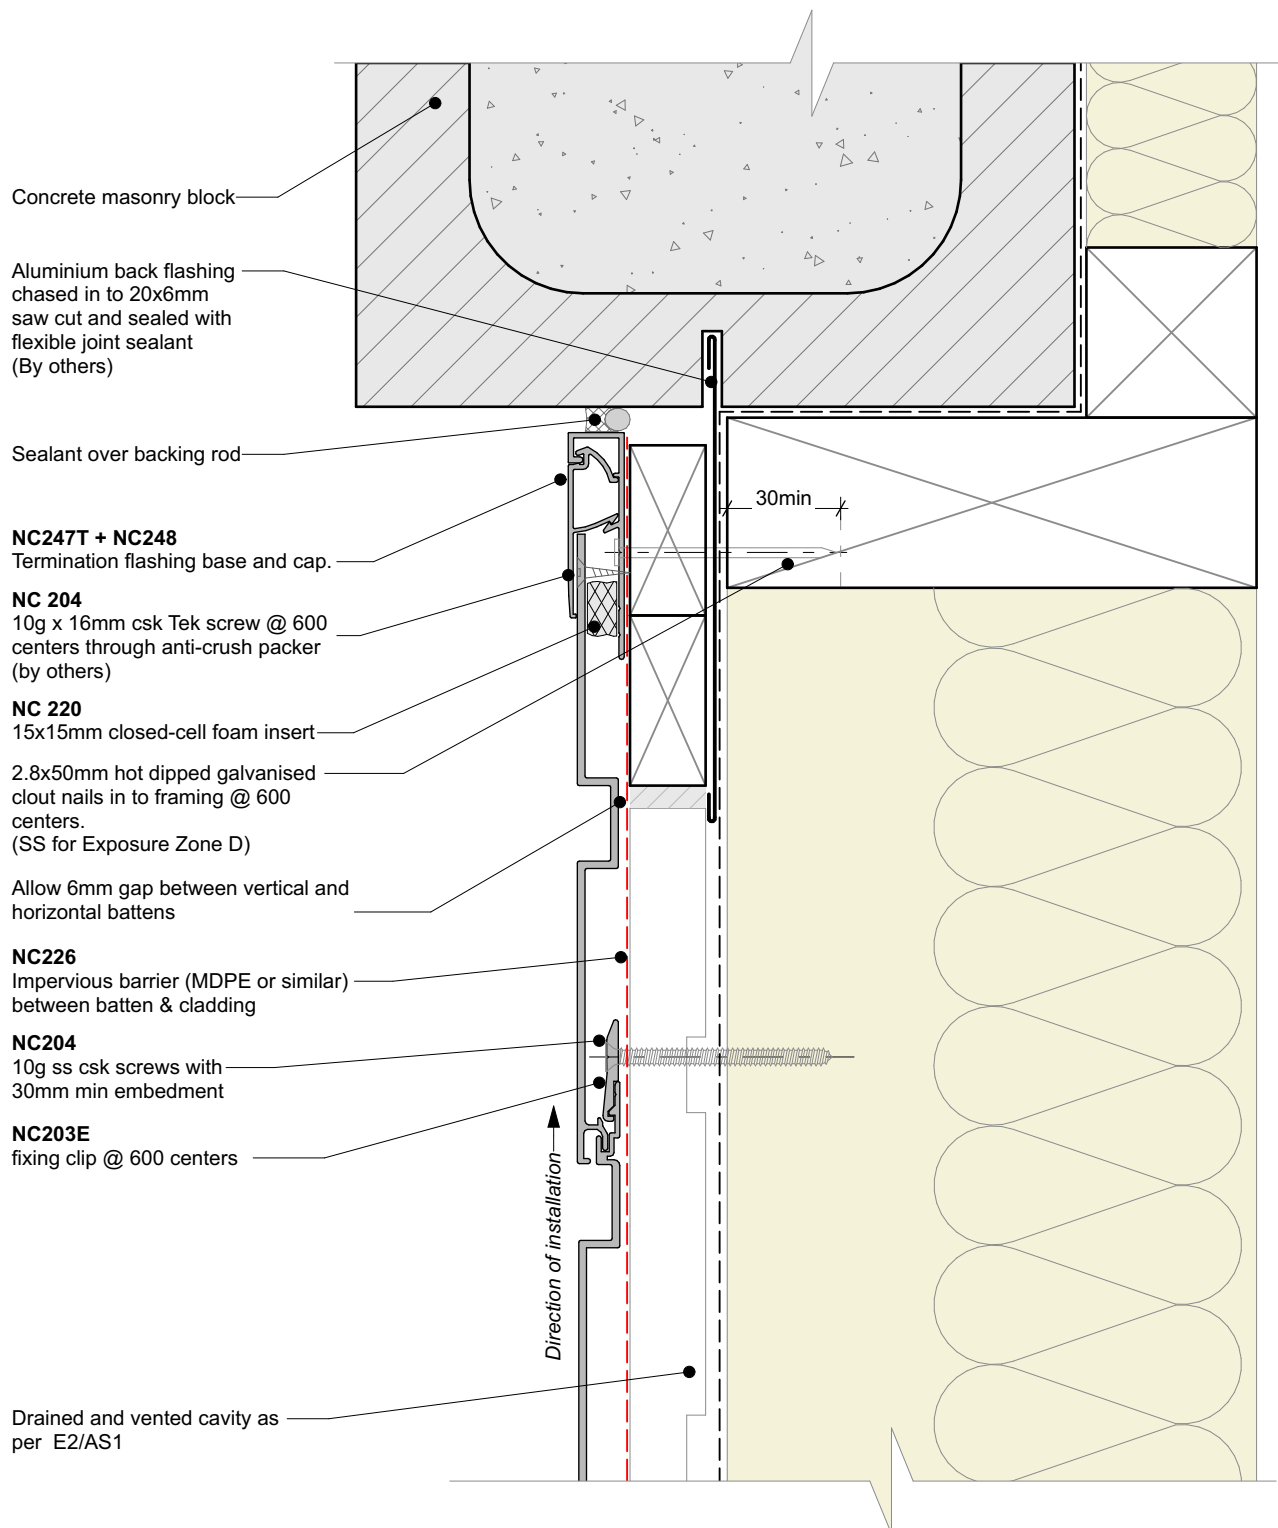 Concrete masonry block
Aluminium back flashing
chased in to 20x6mm
saw cut and sealed with
flexible joint sealant
(By others)
Sealant over backing rod
NC247T + NC248
Termination flashing base and cap.
NC 204
10g x 16mm csk Tek screw @ 600
centers through anti-crush packer
(by others)
NC 220
15x15mm closed-cell foam insert
2.8x50mm hot dipped galvanised
clout nails in to framing @ 600
centers.
(SS for Exposure Zone D)
Allow 6mm gap between vertical and
horizontal battens
NC226
Impervious barrier (MDPE or similar)
between batten & cladding
NC204
10g ss csk screws with
30mm min embedment
NC203E
fixing clip @ 600 centers
Drained and vented cavity as
per E2/AS1
30min
Direction of installation